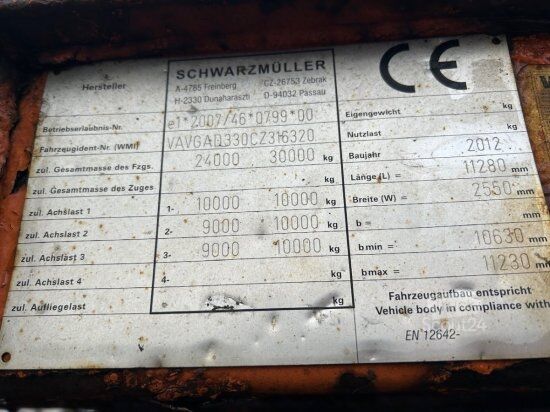 Hersteller
SCHWARZMÜLLER
A-4785 Freinberg CZ-26753 Zebrak
H-2330 Dunaharaszti D-94032 Passau
CE
Betriebserlaubnis-Nr. e1*2007/46*0799*00
Fahrzeugident-Nr. (WMI) VAVGAD330CZ316320
zul. Gesamtmasse des Fzgs. 24000 30000 kg
zul. Gesamtmasse des Zuges kg
zul. Achslast 1 1- 10000 10000 kg
zul. Achslast 2 2- 9000 10000 kg
zul. Achslast 3 3- 9000 10000 kg
zul. Achslast 4 4- kg
zul. Aufliegelast kg
Eigengewicht kg
Nutzlast kg
Baujahr 2012
Länge (L) = 11280 mm
Breite (W) = 2550 mm
b = mm
b min = 10630 mm
b max = 11230 mm
Fahrzeugaufbau entspricht
Vehicle body in compliance with
EN 12642-